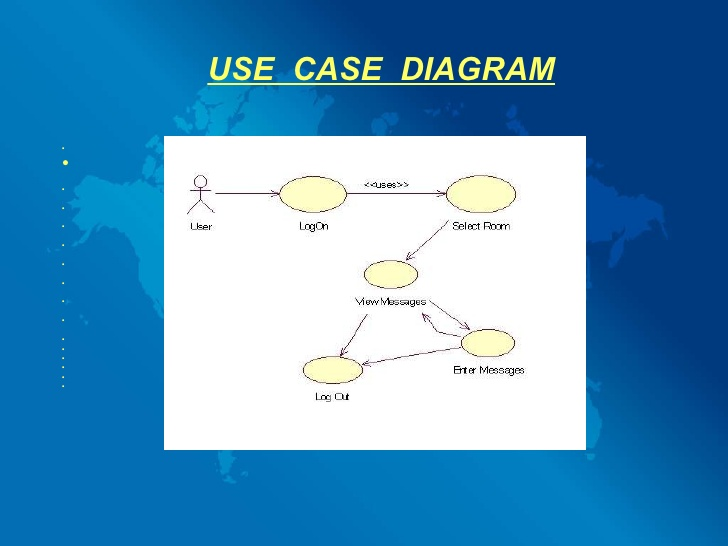 USE CASE DIAGRAM
<<uses>>
User
LogOn
Select Room
View Messages
Enter Messages
Log Out